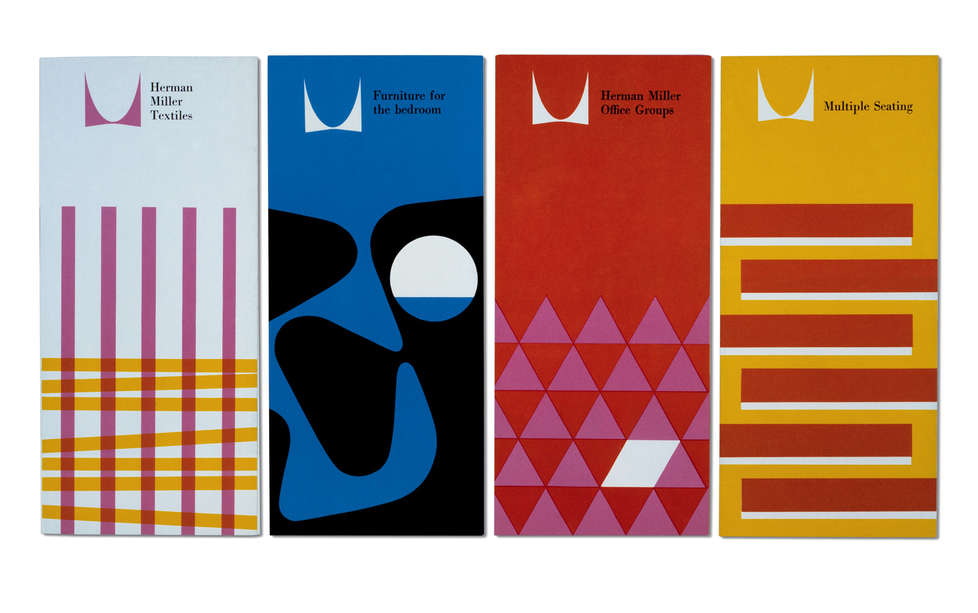 Herman
Miller
Textiles
Furniture for
the bedroom
Herman Miller
Office Groups
Multiple Seating